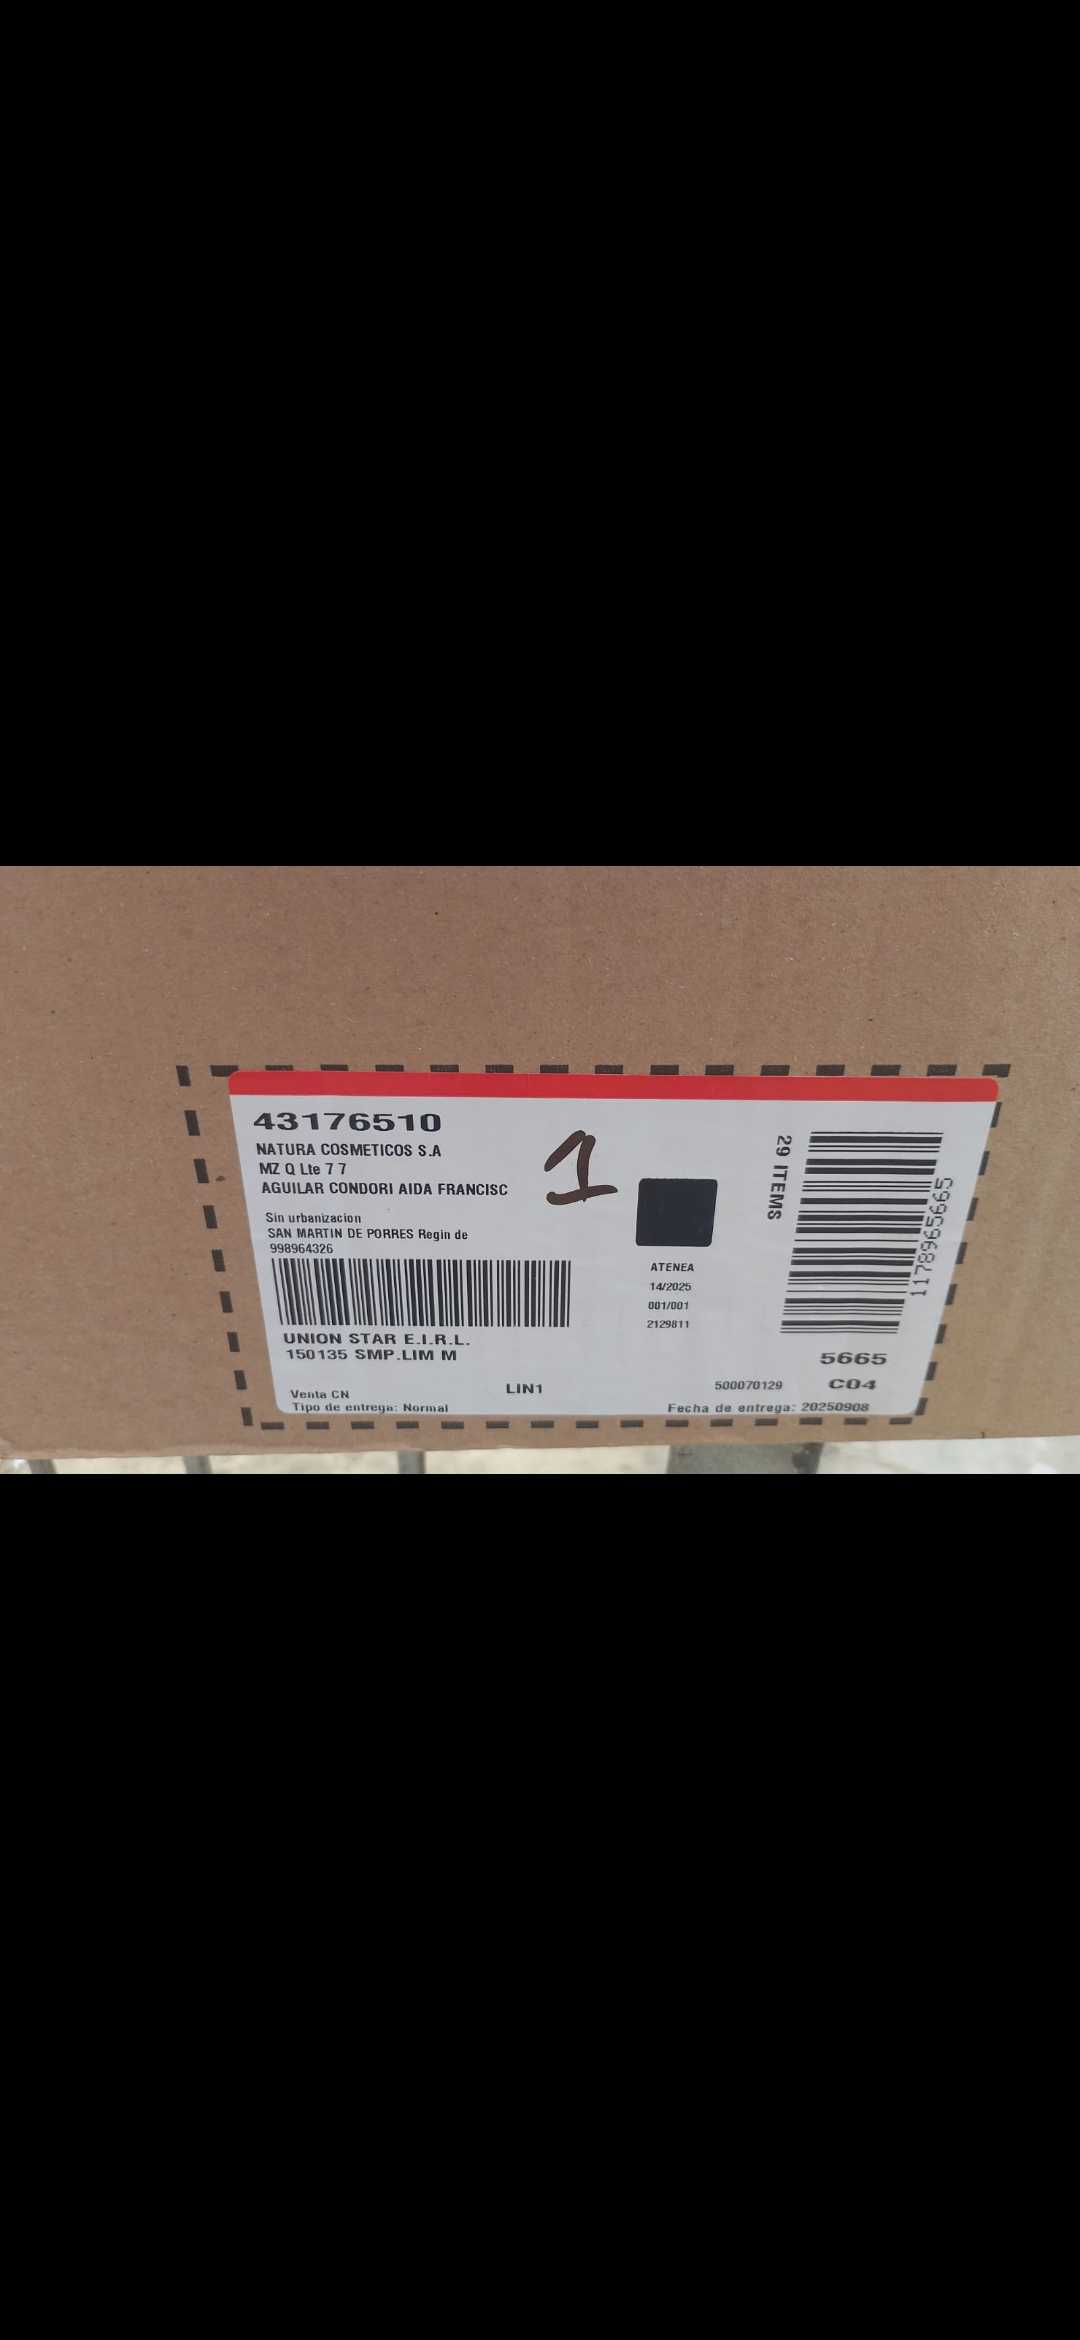 43176510
NATURA COSMETICOS S.A
MZ Q Lte 7 7
AGUILAR CONDORI AIDA FRANCISC
1
Sin urbanizacion
SAN MARTIN DE PORRES Regin de
998964326
UNION STAR E.I.R.L.
150135 SMP.LIM M
Venta CN
Tipo de entrega: Normal
LIN1
ATENEA
14/2025
001/001
2129811
29 ITEMS
1178965665
5665
500070129
C04
Fecha de entrega: 20250908